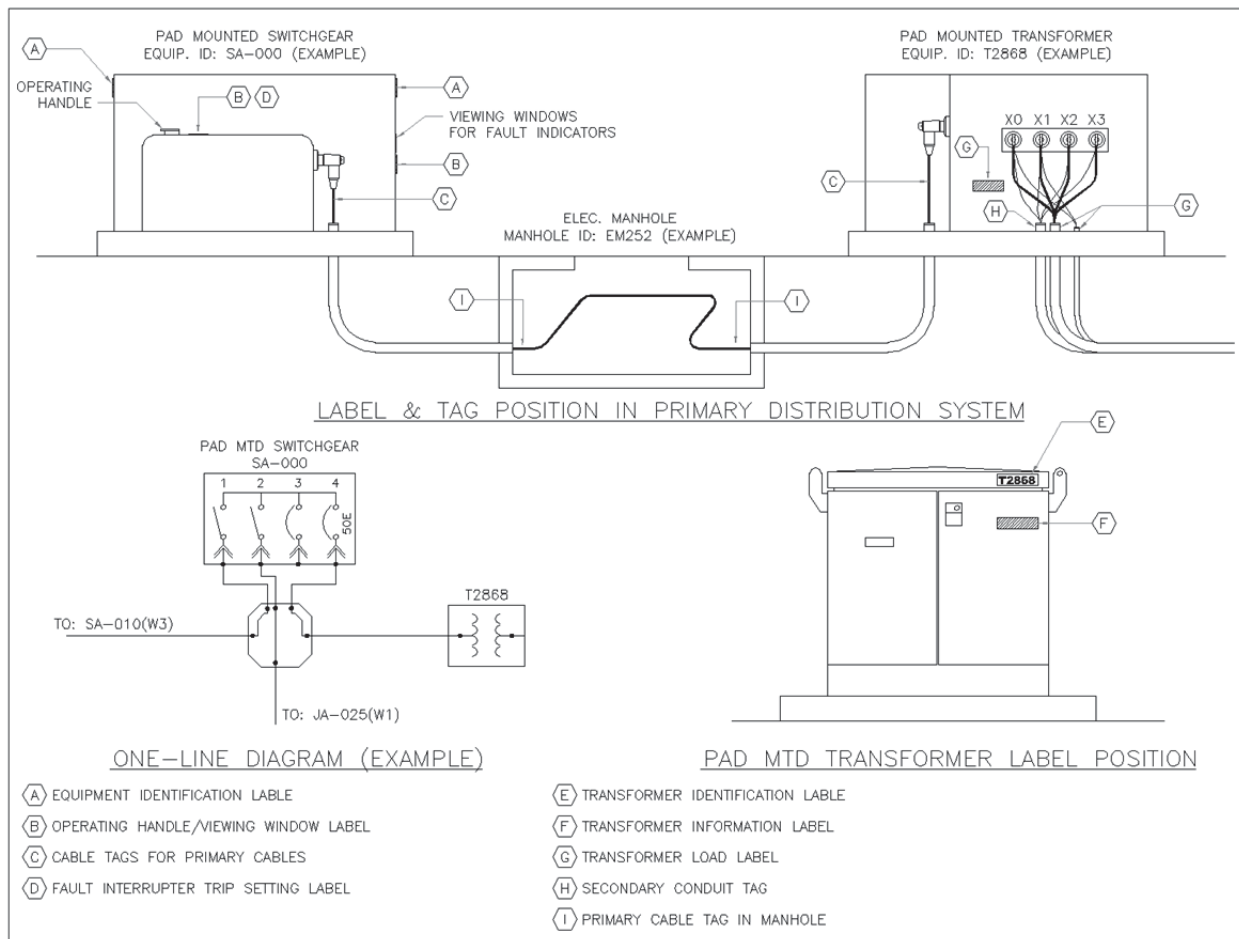 PAD MOUNTED SWITCHGEAR
EQUIP. ID: SA-000 (EXAMPLE)
PAD MOUNTED TRANSFORMER
EQUIP. ID: T2868 (EXAMPLE)
A
OPERATING
HANDLE
B D
A
VIEWING WINDOWS
FOR FAULT INDICATORS
B
C
X0 X1 X2 X3
G
C
H
G
ELEC. MANHOLE
MANHOLE ID: EM252 (EXAMPLE)
I
I
LABEL & TAG POSITION IN PRIMARY DISTRIBUTION SYSTEM
PAD MTD SWITCHGEAR
SA-000
1 2 3 4
50E
T2868
TO: SA-010(W3)
TO: JA-025(W1)
E
T2868
F
ONE-LINE DIAGRAM (EXAMPLE)
PAD MTD TRANSFORMER LABEL POSITION
A EQUIPMENT IDENTIFICATION LABLE
B OPERATING HANDLE/VIEWING WINDOW LABEL
C CABLE TAGS FOR PRIMARY CABLES
D FAULT INTERRUPTER TRIP SETTING LABEL
E TRANSFORMER IDENTIFICATION LABLE
F TRANSFORMER INFORMATION LABEL
G TRANSFORMER LOAD LABEL
H SECONDARY CONDUIT TAG
I PRIMARY CABLE TAG IN MANHOLE